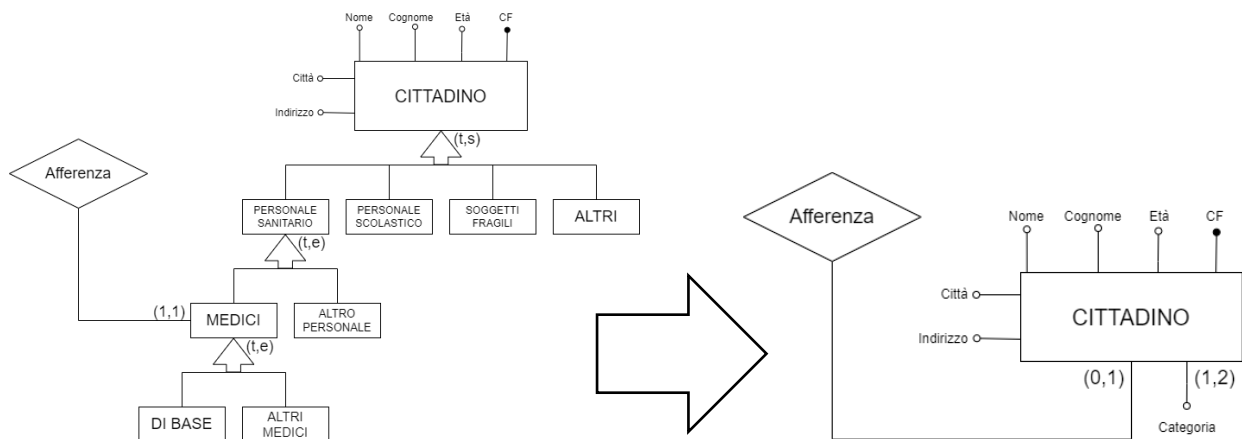 Nome Cognome Età CF
Città
CITTADINO
Indirizzo
(t,s)
Afferenza
PERSONALE
SANITARIO
PERSONALE
SCOLASTICO
SOGGETTI
FRAGILI
ALTRI
(t,e)
(1,1)
MEDICI
ALTRO
PERSONALE
(t,e)
DI BASE
ALTRI
MEDICI
Afferenza
Nome Cognome Età CF
Città
CITTADINO
Indirizzo
(0,1) (1,2)
Categoria